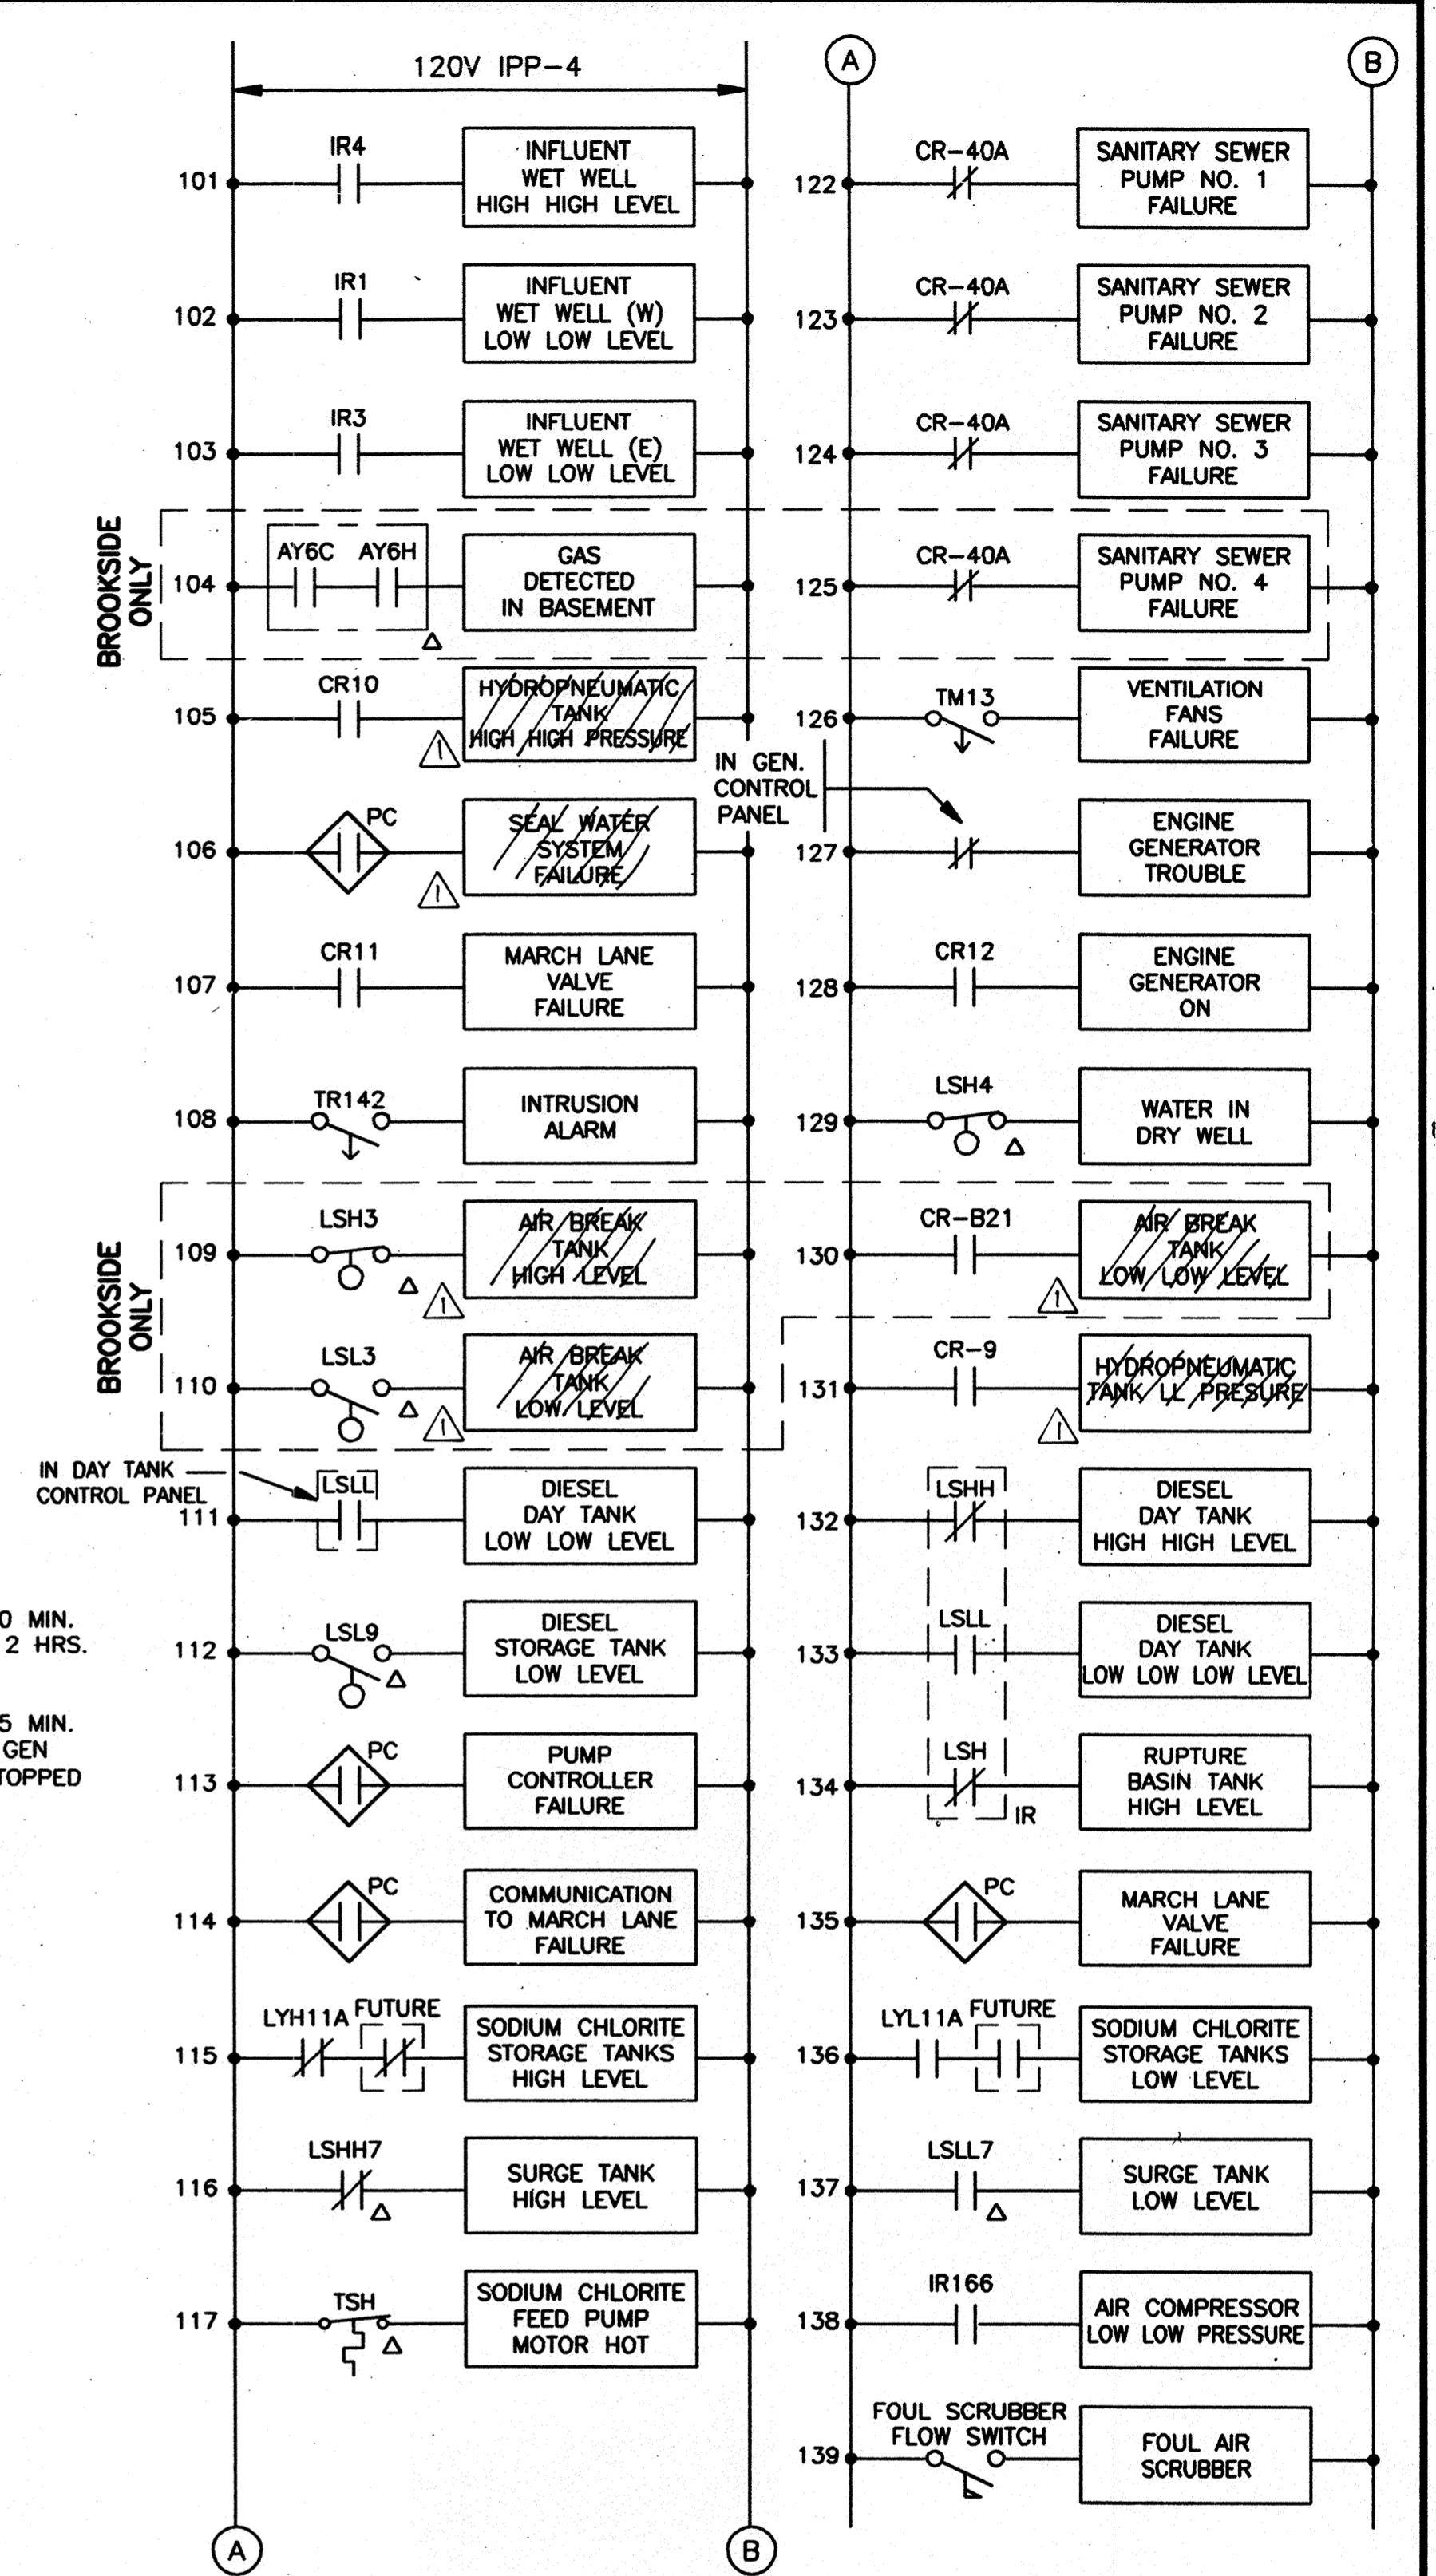 120V IPP-4
A
B
101
IR4
INFLUENT
WET WELL
HIGH HIGH LEVEL
102
IR1
INFLUENT
WET WELL (W)
LOW LOW LEVEL
103
IR3
INFLUENT
WET WELL (E)
LOW LOW LEVEL
BROOKSIDE
ONLY
104
AY6C AY6H
GAS
DETECTED
IN BASEMENT
105
CR10
HYDROPNEUMATIC
TANK
HIGH HIGH PRESSURE
1
106
PC
SEAL WATER
SYSTEM
FAILURE
1
107
CR11
MARCH LANE
VALVE
FAILURE
108
TR142
INTRUSION
ALARM
BROOKSIDE
ONLY
109
LSH3
AIR BREAK
TANK
HIGH LEVEL
1
110
LSL3
AIR BREAK
TANK
LOW LEVEL
1
IN DAY TANK
CONTROL PANEL
111
LSLL
DIESEL
DAY TANK
LOW LOW LEVEL
0 MIN.
2 HRS.
112
LSL9
DIESEL
STORAGE TANK
LOW LEVEL
5 MIN.
GEN
TOPPED
113
PC
PUMP
CONTROLLER
FAILURE
114
PC
COMMUNICATION
TO MARCH LANE
FAILURE
115
LYH11A FUTURE
SODIUM CHLORITE
STORAGE TANKS
HIGH LEVEL
116
LSHH7
SURGE TANK
HIGH LEVEL
117
TSH
SODIUM CHLORITE
FEED PUMP
MOTOR HOT
A
B
122
CR-40A
SANITARY SEWER
PUMP NO. 1
FAILURE
123
CR-40A
SANITARY SEWER
PUMP NO. 2
FAILURE
124
CR-40A
SANITARY SEWER
PUMP NO. 3
FAILURE
125
CR-40A
SANITARY SEWER
PUMP NO. 4
FAILURE
126
TM13
VENTILATION
FANS
FAILURE
IN GEN.
CONTROL
PANEL
127
ENGINE
GENERATOR
TROUBLE
128
CR12
ENGINE
GENERATOR
ON
129
LSH4
WATER IN
DRY WELL
130
CR-B21
AIR BREAK
TANK
LOW LOW LEVEL
1
131
CR-9
HYDROPNEUMATIC
TANK LL PRESURE
1
132
LSHH
DIESEL
DAY TANK
HIGH HIGH LEVEL
133
LSLL
DIESEL
DAY TANK
LOW LOW LOW LEVEL
134
LSH
IR
RUPTURE
BASIN TANK
HIGH LEVEL
135
PC
MARCH LANE
VALVE
FAILURE
136
LYL11A FUTURE
SODIUM CHLORITE
STORAGE TANKS
LOW LEVEL
137
LSLL7
SURGE TANK
LOW LEVEL
138
IR166
AIR COMPRESSOR
LOW LOW PRESSURE
139
FOUL SCRUBBER
FLOW SWITCH
FOUL AIR
SCRUBBER